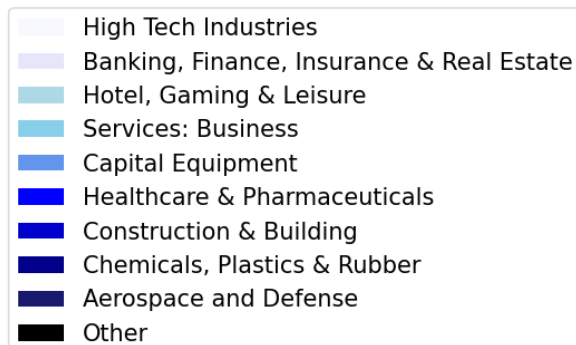 High Tech Industries
Banking, Finance, Insurance & Real Estate
Hotel, Gaming & Leisure
Services: Business
Capital Equipment
Healthcare & Pharmaceuticals
Construction & Building
Chemicals, Plastics & Rubber
Aerospace and Defense
Other